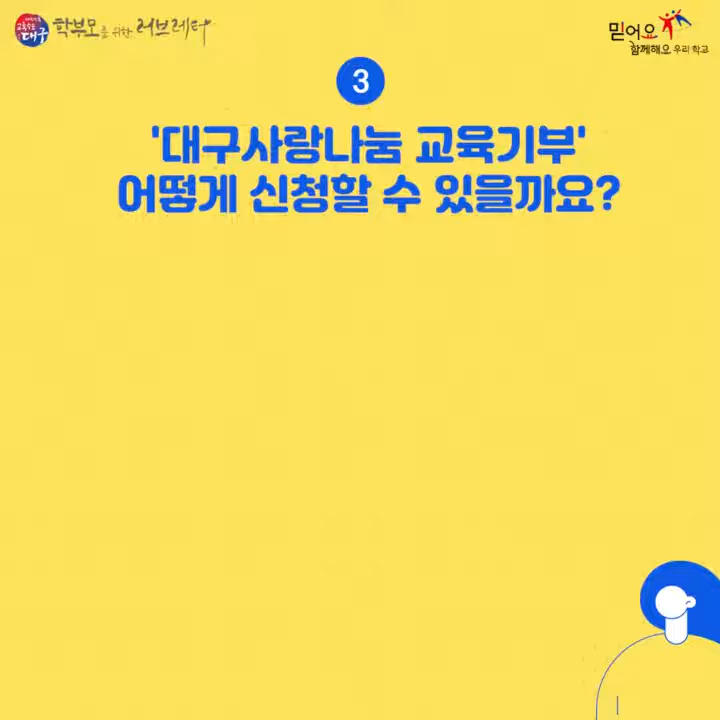 대구
학부모를 위한 러브레터
믿어요
함께해요 우리 학교
3
'대구사랑나눔 교육기부'
어떻게 신청할 수 있을까요?